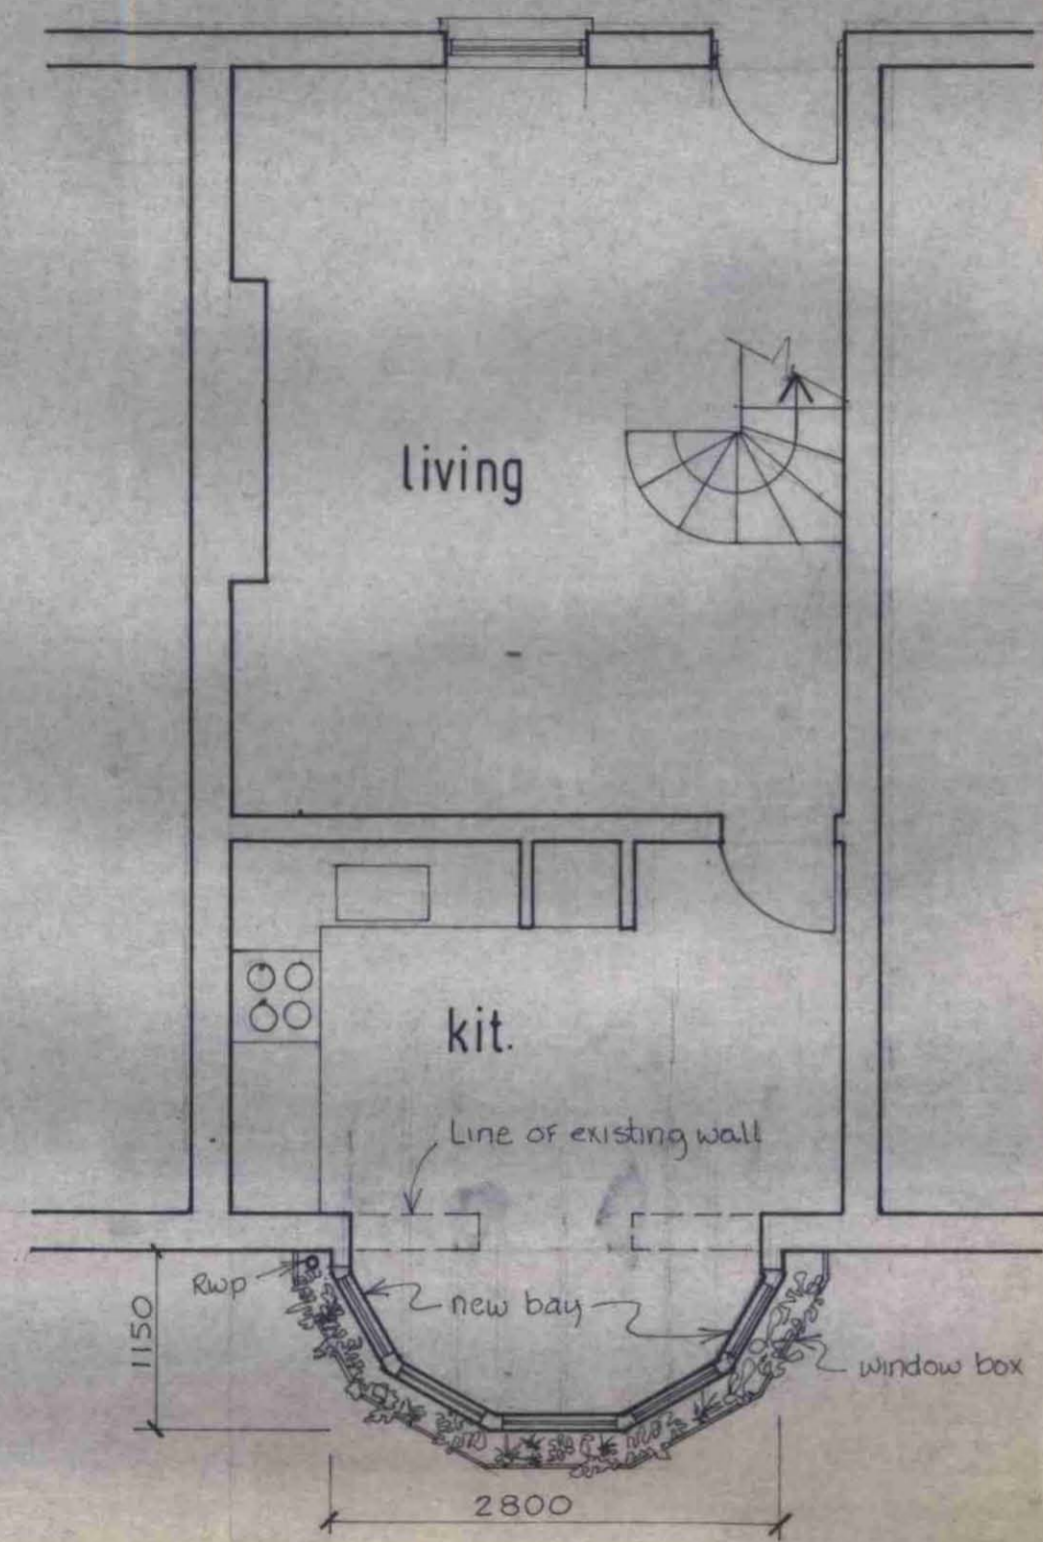 living
kit.
Line of existing wall
Rwp
new bay
window box
1150
2800